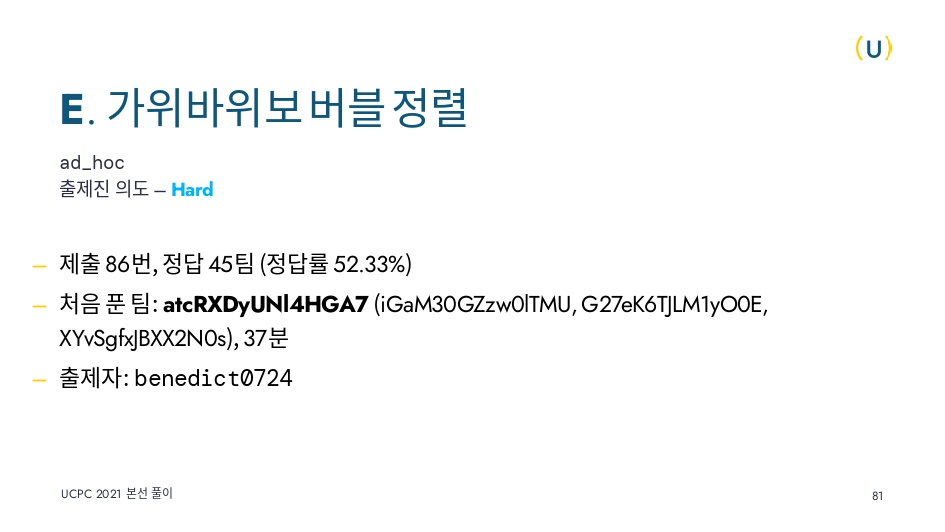 (U)
E. 가위바위보 버블 정렬
ad_hoc
출제진 의도 – Hard
– 제출 86번, 정답 45팀 (정답률 52.33%)
– 처음 푼 팀: atcRXDyUNl4HGA7 (iGaM30GZzw0lTMU, G27eK6TJLM1yO0E,
XYvSgfxJBXX2N0s), 37분
– 출제자: benedict0724
UCPC 2021 본선 풀이
81